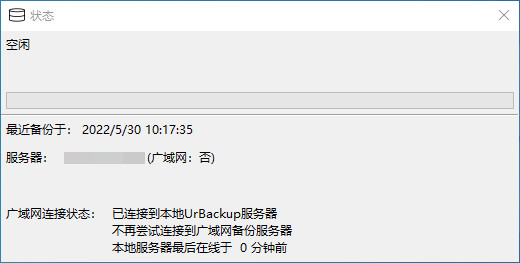 状态
空闲
最近备份于： 2022/5/30 10:17:35
服务器： (广域网：否)
广域网连接状态： 已连接到本地UrBackup服务器
不再尝试连接到广域网备份服务器
本地服务器最后在线于 0 分钟前